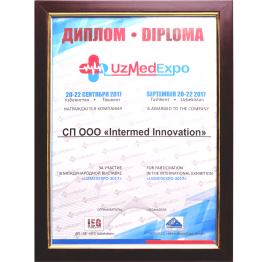 ДИПЛОМ • DIPLOMA
UzMedExpo
20-22 СЕНТЯБРЯ 2017
Узбекистан • Ташкент
НАГРАЖДАЕТСЯ КОМПАНИЯ
SEPTEMBER 20-22 2017
Tashkent • Uzbekistan
IS AWARDED TO THE COMPANY
СП ООО «Intermed Innovation»
ЗА УЧАСТИЕ
В МЕЖДУНАРОДНОЙ ВЫСТАВКЕ
«UZMEDEXPO-2017»
FOR PARTICIPATION
IN THE INTERNATIONAL EXHIBITION
«UZMEDEXPO-2017»
IEG